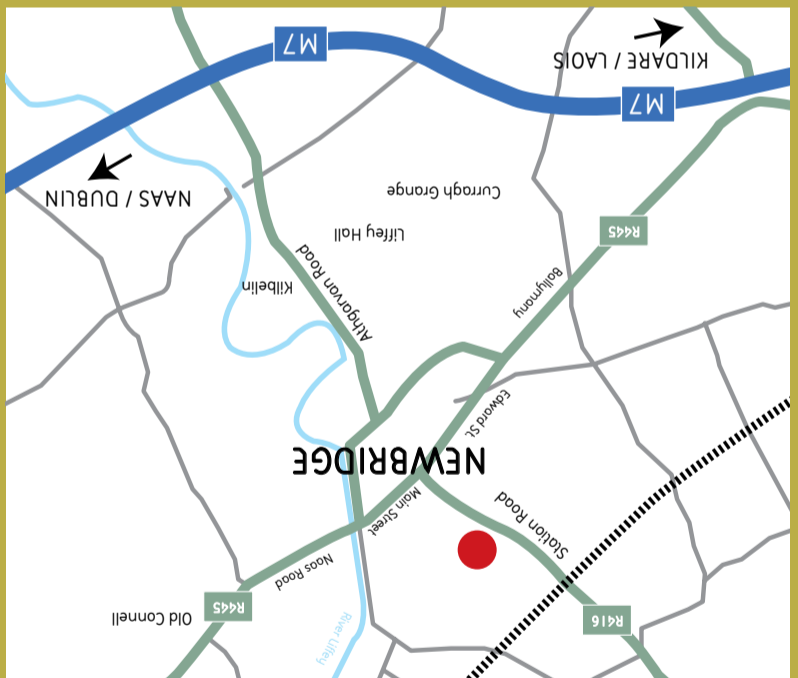 R416
River Liffey
Old Connell
R445
Naas Road
Station Road
Main Street
NEWBRIDGE
Edward St.
Ballymany
Athgarvan Road
Kilbelin
R445
Liffey Hall
Curragh Grange
NAAS / DUBLIN
M7
KILDARE / LAOIS
M7